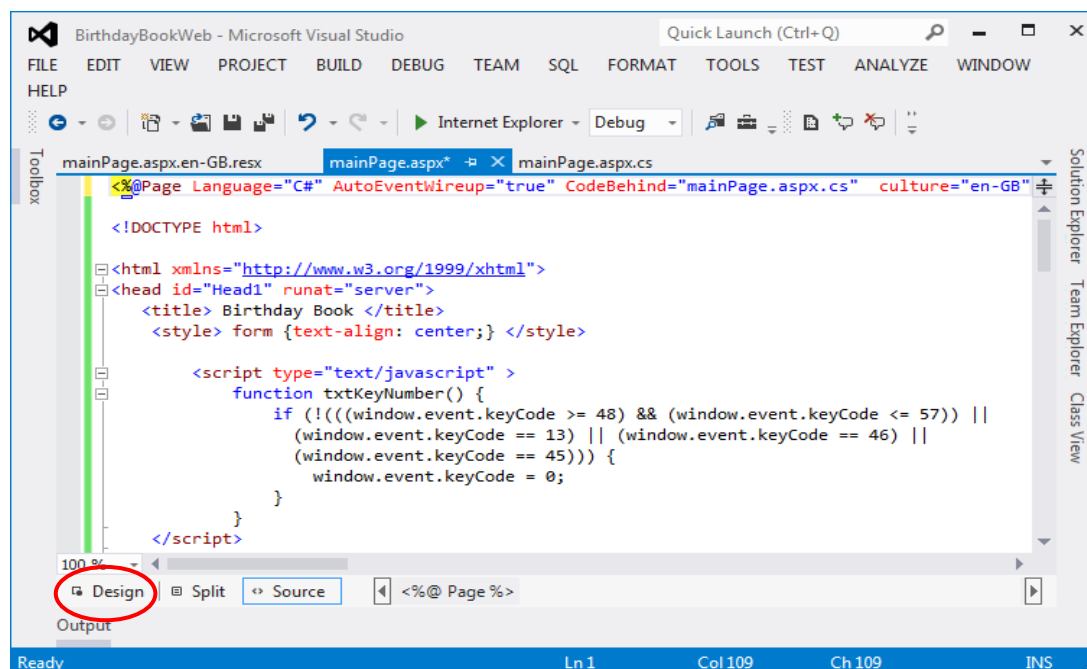 BirthdayBookWeb - Microsoft Visual Studio
Quick Launch (Ctrl+Q)
FILE EDIT VIEW PROJECT BUILD DEBUG TEAM SQL FORMAT TOOLS TEST ANALYZE WINDOW
HELP
Internet Explorer Debug
Toolbox
mainPage.aspx.en-GB.resx mainPage.aspx* mainPage.aspx.cs
<%@Page Language="C#" AutoEventWireup="true" CodeBehind="mainPage.aspx.cs" culture="en-GB"
<!DOCTYPE html>
<html xmlns="http://www.w3.org/1999/xhtml">
<head id="Head1" runat="server">
<title> Birthday Book </title>
<style> form {text-align: center;} </style>
<script type="text/javascript" >
function txtKeyNumber() {
if (!(((window.event.keyCode >= 48) && (window.event.keyCode <= 57)) ||
(window.event.keyCode == 13) || (window.event.keyCode == 46) ||
(window.event.keyCode == 45))) {
window.event.keyCode = 0;
}
}
</script>
Solution Explorer
Team Explorer
Class View
100 %
Design Split Source <%@ Page %>
Output
Ready Ln 1 Col 109 Ch 109 INS